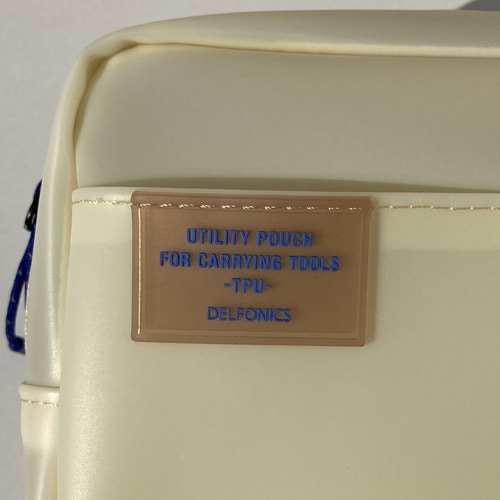 UTILITY POUCH
FOR CARRYING TOOLS
-TPU-
DELFONICS